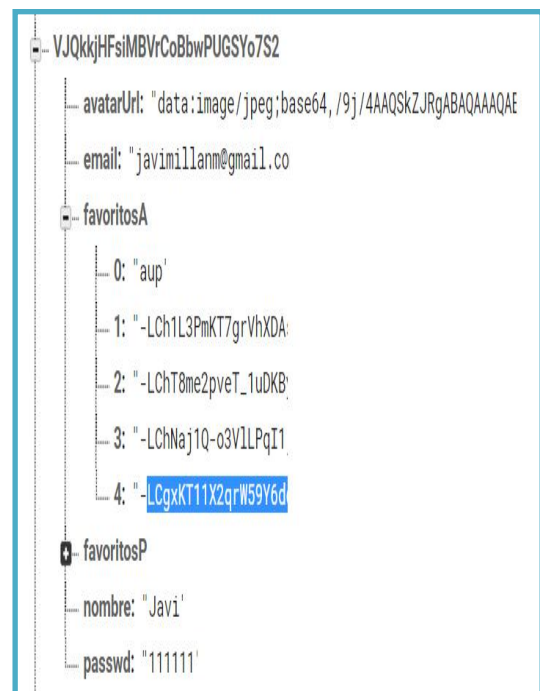 VJQkkjHFsiMBVrCoBbwPUGSYo7S2
avatarUrl: "data:image/jpeg;base64,/9j/4AAQSkZJRgABAQAAAQAE
email: "javimillanm@gmail.co
favoritosA
0: "aup'
1: "-LCh1L3PmKT7grVhXDA
2: "-LChT8me2pveT_1uDKB
3: "-LChNaj1Q-o3VlLPqI1
4: "-LCgxKT11X2qrW59Y6d
favoritosP
nombre: "Javi'
passwd: "111111'